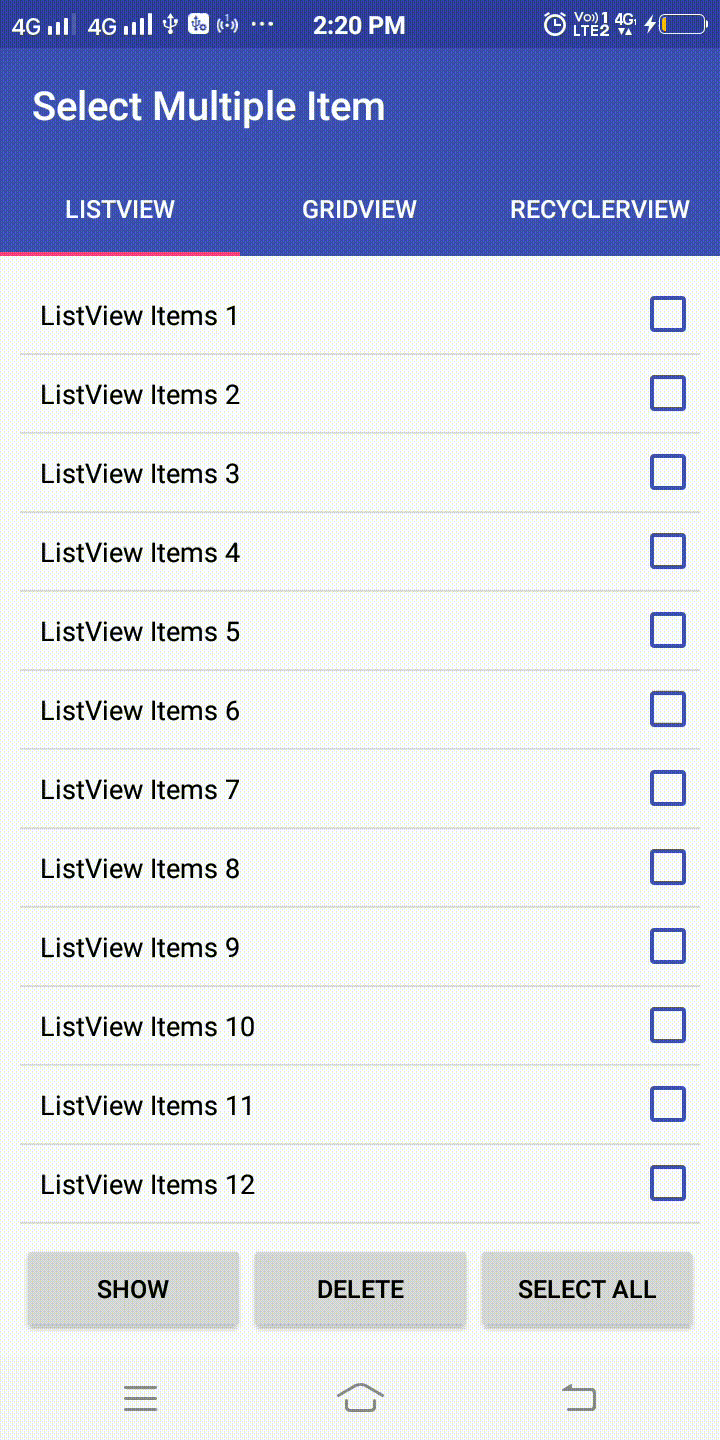 4G 4G 2:20 PM Vo)) 1 4G
LTE2
Select Multiple Item
LISTVIEW GRIDVIEW RECYCLERVIEW
ListView Items 1
ListView Items 2
ListView Items 3
ListView Items 4
ListView Items 5
ListView Items 6
ListView Items 7
ListView Items 8
ListView Items 9
ListView Items 10
ListView Items 11
ListView Items 12
SHOW DELETE SELECT ALL